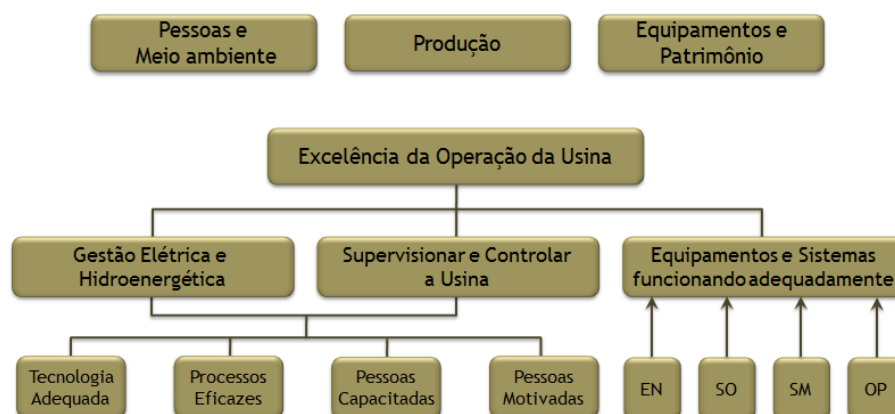 Pessoas e
Meio ambiente
Produção
Equipamentos e
Patrimônio
Excelência da Operação da Usina
Gestão Elétrica e
Hidroenergética
Supervisionar e Controlar
a Usina
Equipamentos e Sistemas
funcionando adequadamente
Tecnologia
Adequada
Processos
Eficazes
Pessoas
Capacitadas
Pessoas
Motivadas
EN
SO
SM
OP